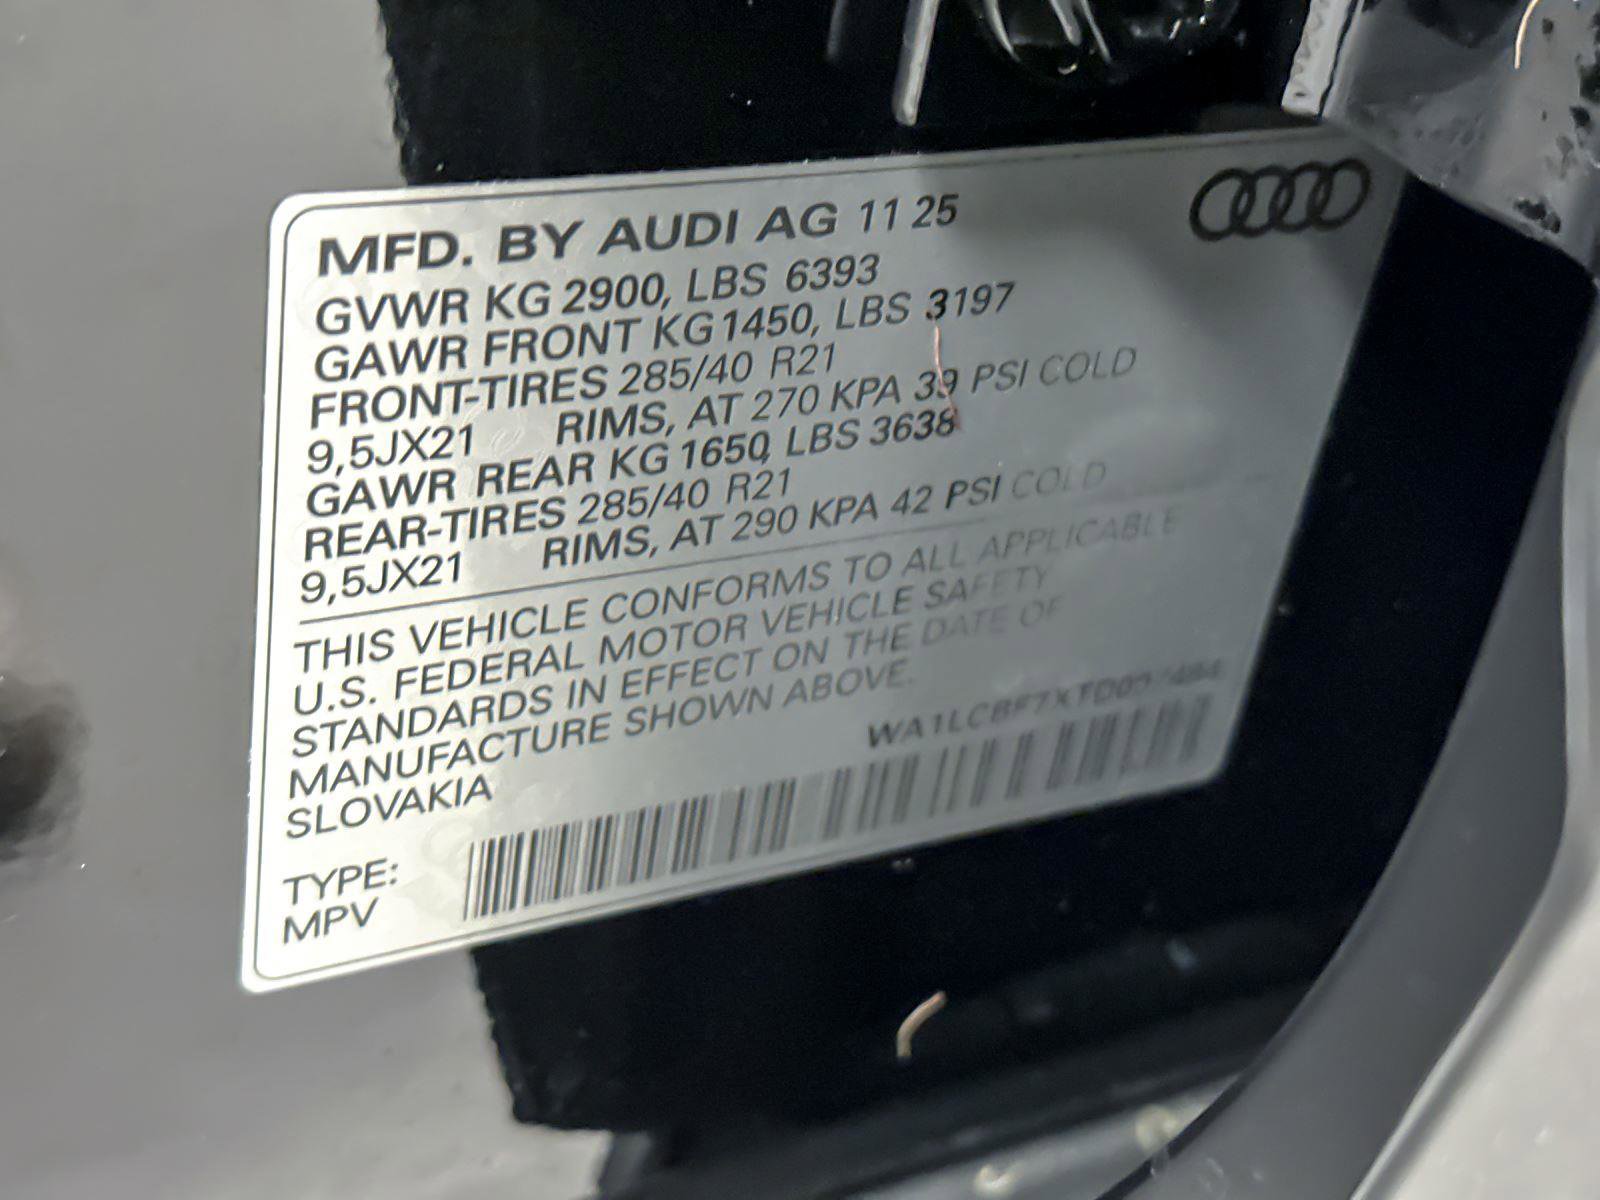 MFD. BY AUDI AG 11 25
GVWR KG 2900, LBS 6393
GAWR FRONT KG 1450, LBS 3197
FRONT-TIRES 285/40 R21
9,5JX21 RIMS, AT 270 KPA 39 PSI COLD
GAWR REAR KG 1650, LBS 3638
REAR-TIRES 285/40 R21
9,5JX21 RIMS, AT 290 KPA 42 PSI COLD
THIS VEHICLE CONFORMS TO ALL APPLICABLE
U.S. FEDERAL MOTOR VEHICLE SAFETY
STANDARDS IN EFFECT ON THE DATE OF
MANUFACTURE SHOWN ABOVE.
SLOVAKIA
TYPE:
MPV